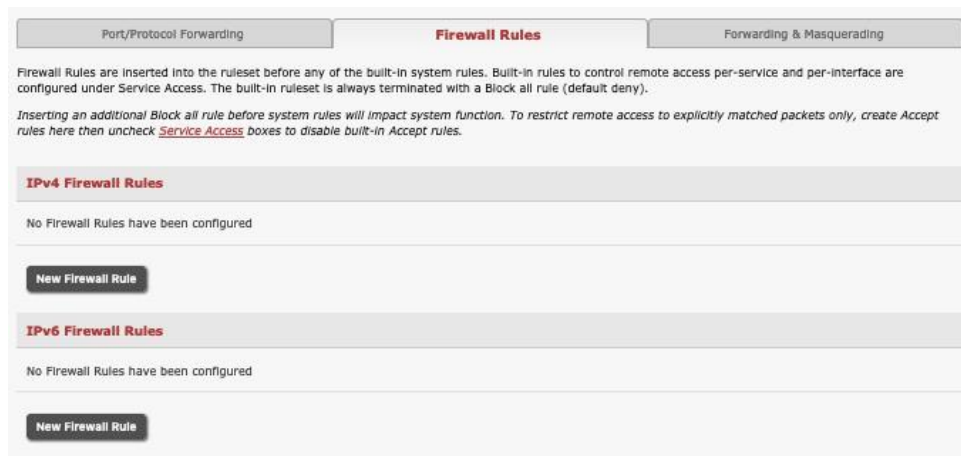 Port/Protocol Forwarding
Firewall Rules
Forwarding & Masquerading
Firewall Rules are inserted into the ruleset before any of the built-in system rules. Built-in rules to control remote access per-service and per-interface are
configured under Service Access. The built-in ruleset is always terminated with a Block all rule (default deny).
Inserting an additional Block all rule before system rules will impact system function. To restrict remote access to explicitly matched packets only, create Accept
rules here then uncheck Service Access boxes to disable built-in Accept rules.
IPv4 Firewall Rules
No Firewall Rules have been configured
New Firewall Rule
IPv6 Firewall Rules
No Firewall Rules have been configured
New Firewall Rule